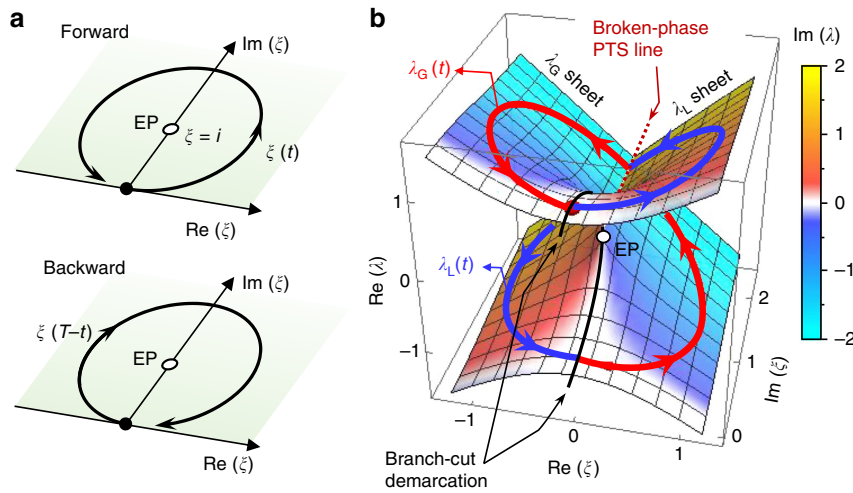 a
Forward
Im (ξ)
EP
ξ = i
ξ (t)
Re (ξ)
Backward
Im (ξ)
ξ (T–t)
EP
Re (ξ)
b
Broken-phase
PTS line
Im (λ)
λG (t)
λG sheet
λL sheet
2
1
0
−1
−2
1
0
−1
Re (λ)
EP
λL(t)
2
1
0
Im (ξ)
−1
0
1
Re (ξ)
Branch-cut
demarcation